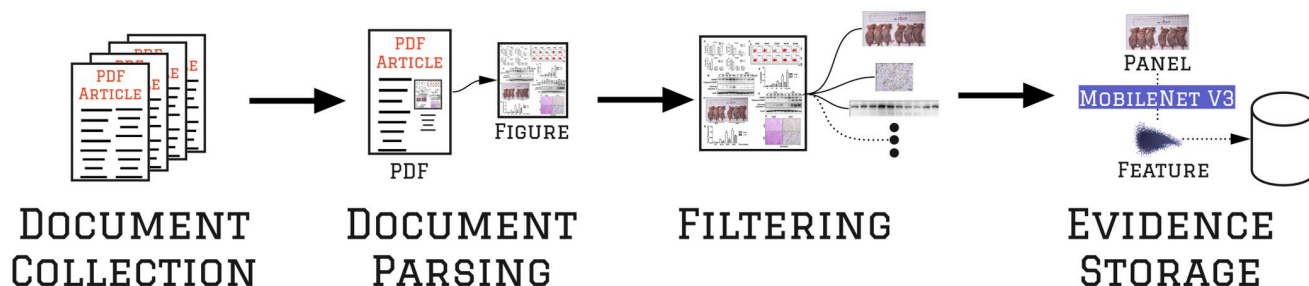 PDF
ARTICLE
PDF
ARTICLE
FIGURE
PDF
PANEL
MOBILENET V3
FEATURE
DOCUMENT
COLLECTION
DOCUMENT
PARSING
FILTERING
EVIDENCE
STORAGE